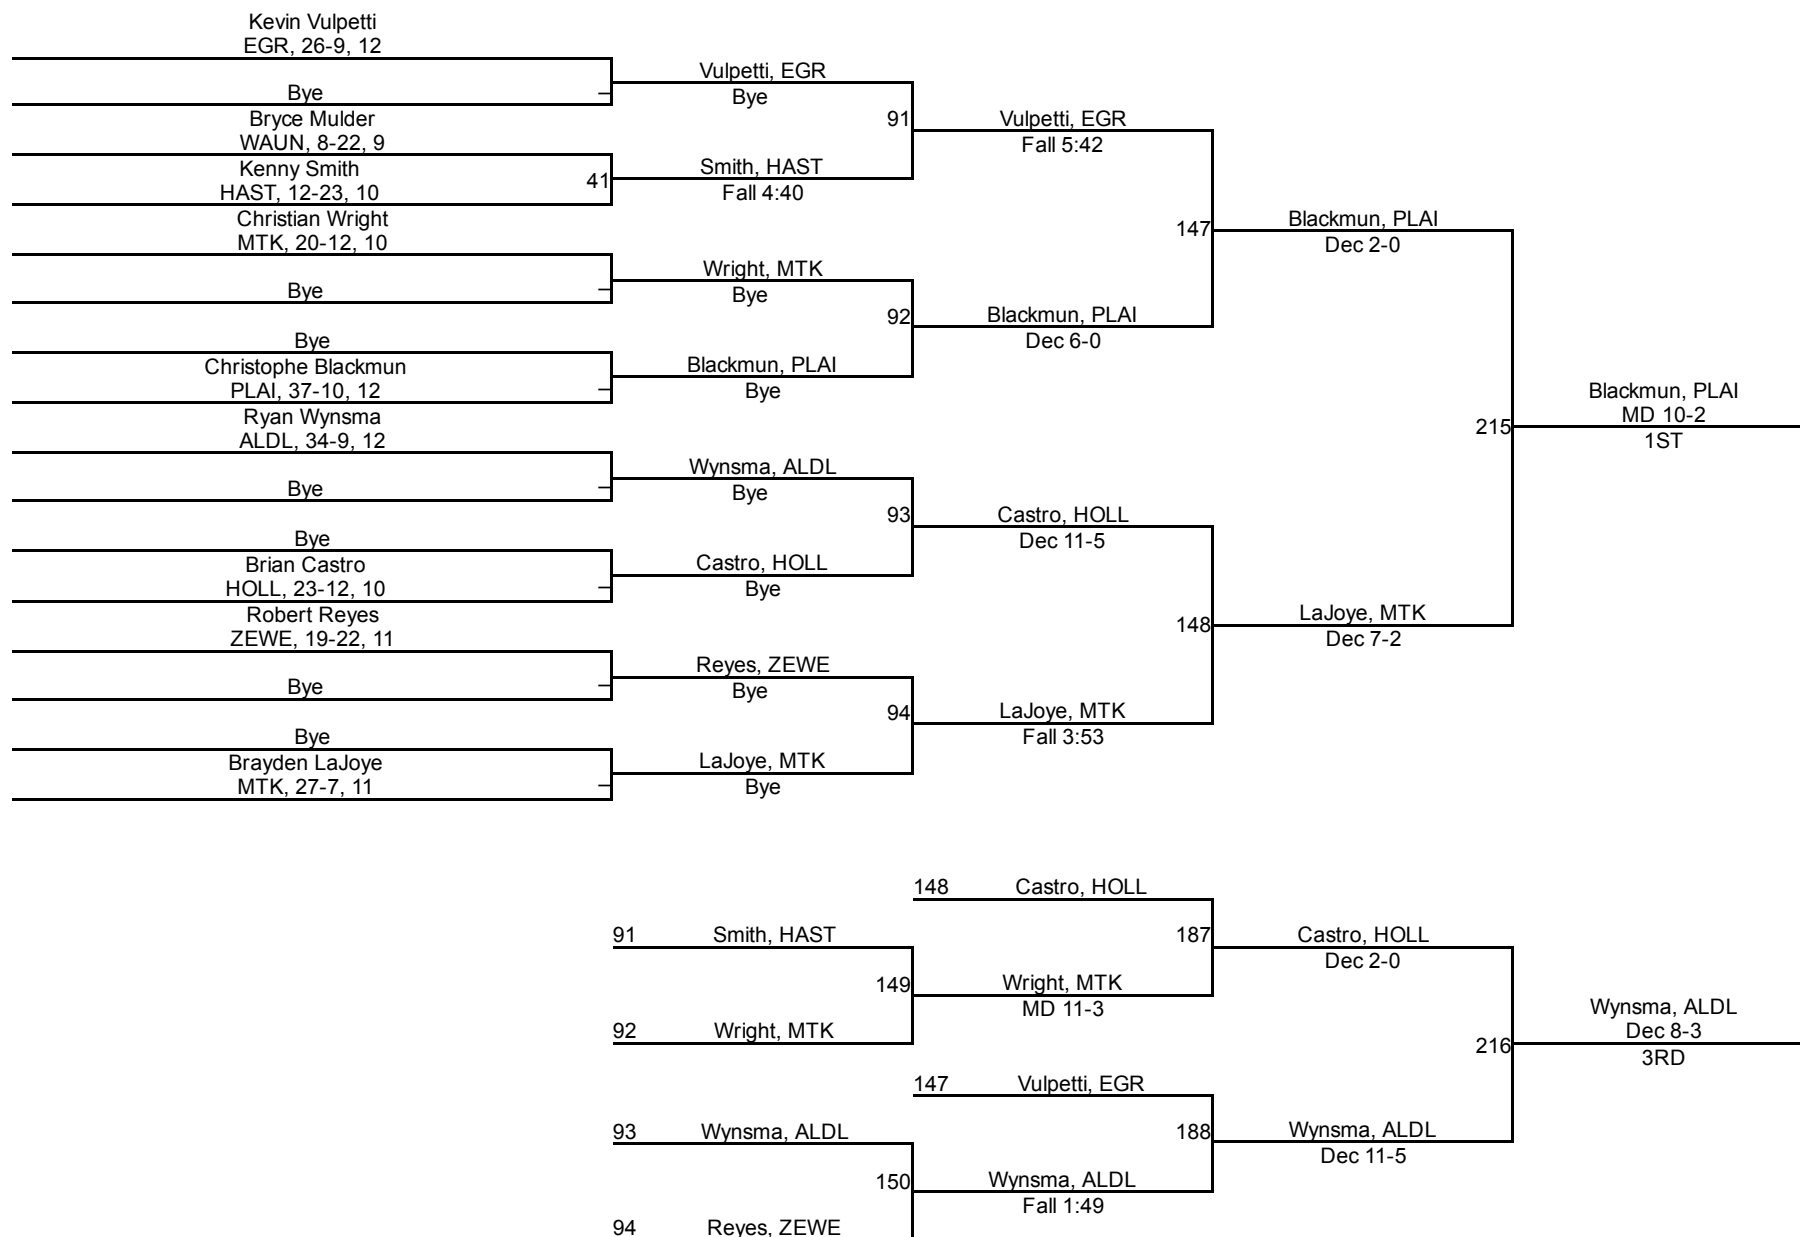 Kevin Vulpetti
EGR, 26-9, 12
Bye
Bryce Mulder
WAUN, 8-22, 9
Kenny Smith
HAST, 12-23, 10
41
Christian Wright
MTK, 20-12, 10
Bye
Bye
Christophe Blackmun
PLAI, 37-10, 12
Ryan Wynsma
ALDL, 34-9, 12
Bye
Bye
Brian Castro
HOLL, 23-12, 10
Robert Reyes
ZEWE, 19-22, 11
Bye
Bye
Brayden LaJoye
MTK, 27-7, 11
Vulpetti, EGR
Bye
91
Smith, HAST
Fall 4:40
Wright, MTK
Bye
92
Blackmun, PLAI
Bye
Wynsma, ALDL
Bye
93
Castro, HOLL
Bye
Reyes, ZEWE
Bye
94
LaJoye, MTK
Bye
Vulpetti, EGR
Fall 5:42
147
Blackmun, PLAI
Dec 6-0
Castro, HOLL
Dec 11-5
148
LaJoye, MTK
Fall 3:53
Blackmun, PLAI
Dec 2-0
215
LaJoye, MTK
Dec 7-2
Blackmun, PLAI
MD 10-2
1ST
91 Smith, HAST
149
92 Wright, MTK
93 Wynsma, ALDL
150
94 Reyes, ZEWE
148 Castro, HOLL
187
Wright, MTK
MD 11-3
147 Vulpetti, EGR
188
Wynsma, ALDL
Fall 1:49
Castro, HOLL
Dec 2-0
216
Wynsma, ALDL
Dec 11-5
Wynsma, ALDL
Dec 8-3
3RD